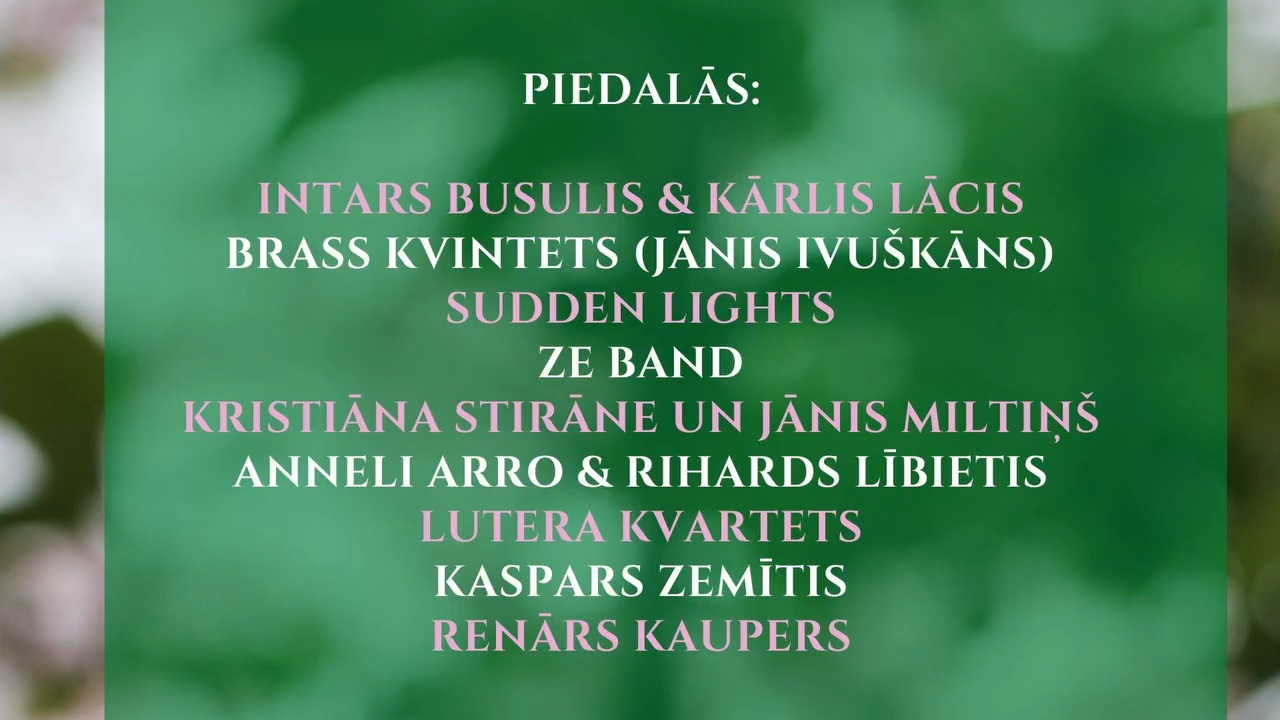 PIEDALĀS:
INTARS BUSULIS & KĀRLIS LĀCIS
BRASS KVINTETS (JĀNIS IVUŠKĀNS)
SUDDEN LIGHTS
ZE BAND
KRISTIĀNA STIRĀNE UN JĀNIS MILTIŅŠ
ANNELI ARRO & RIHARDS LĪBIETIS
LUTERA KVARTETS
KASPARS ZEMĪTIS
RENĀRS KAUPERS